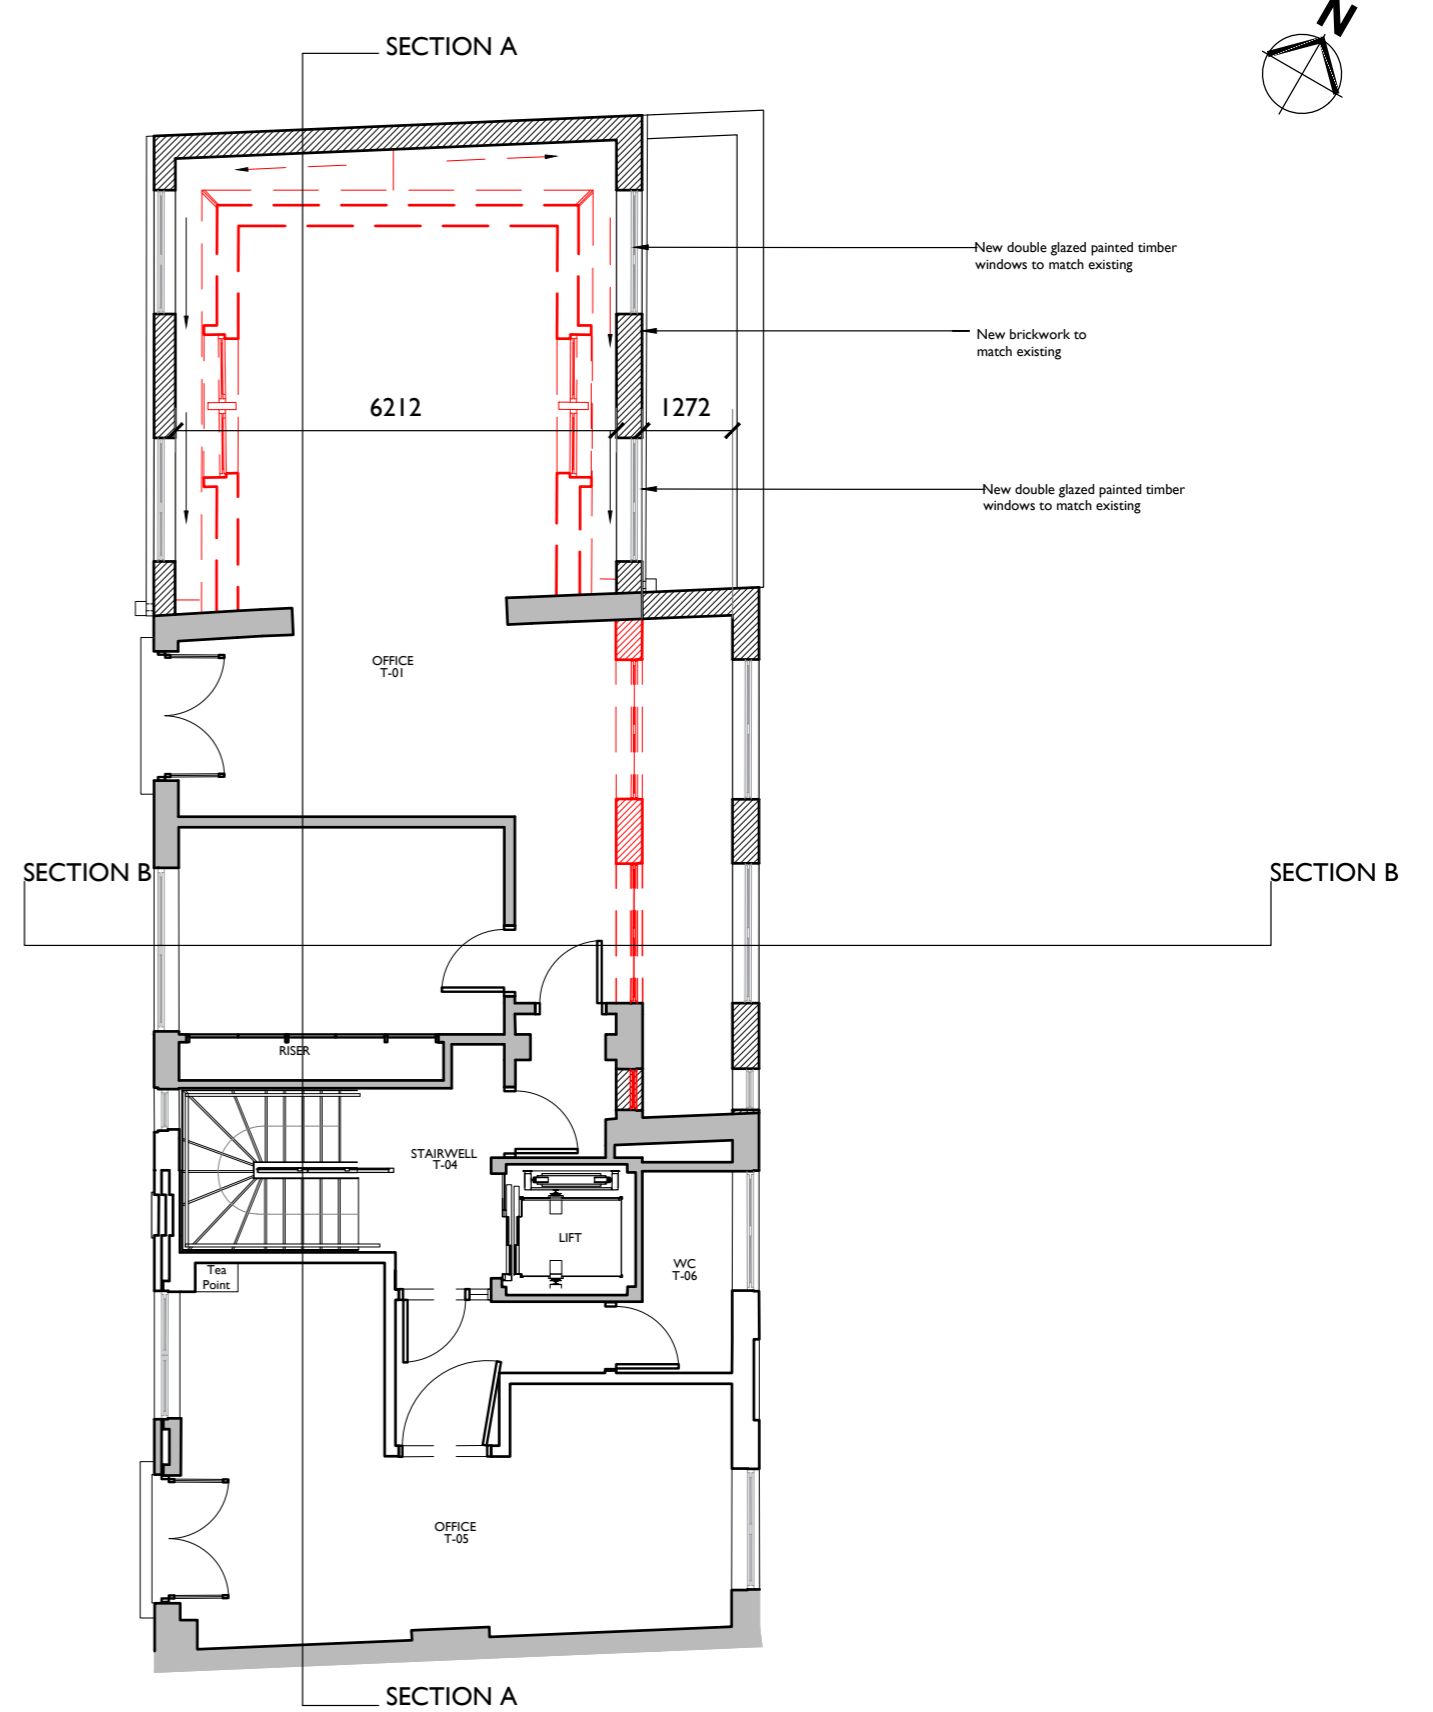 N
SECTION A
New double glazed painted timber
windows to match existing
New brickwork to
match existing
6212
1272
New double glazed painted timber
windows to match existing
OFFICE
T-01
SECTION B
SECTION B
RISER
STAIRWELL
T-04
LIFT
WC
T-06
Tea
Point
OFFICE
T-05
SECTION A